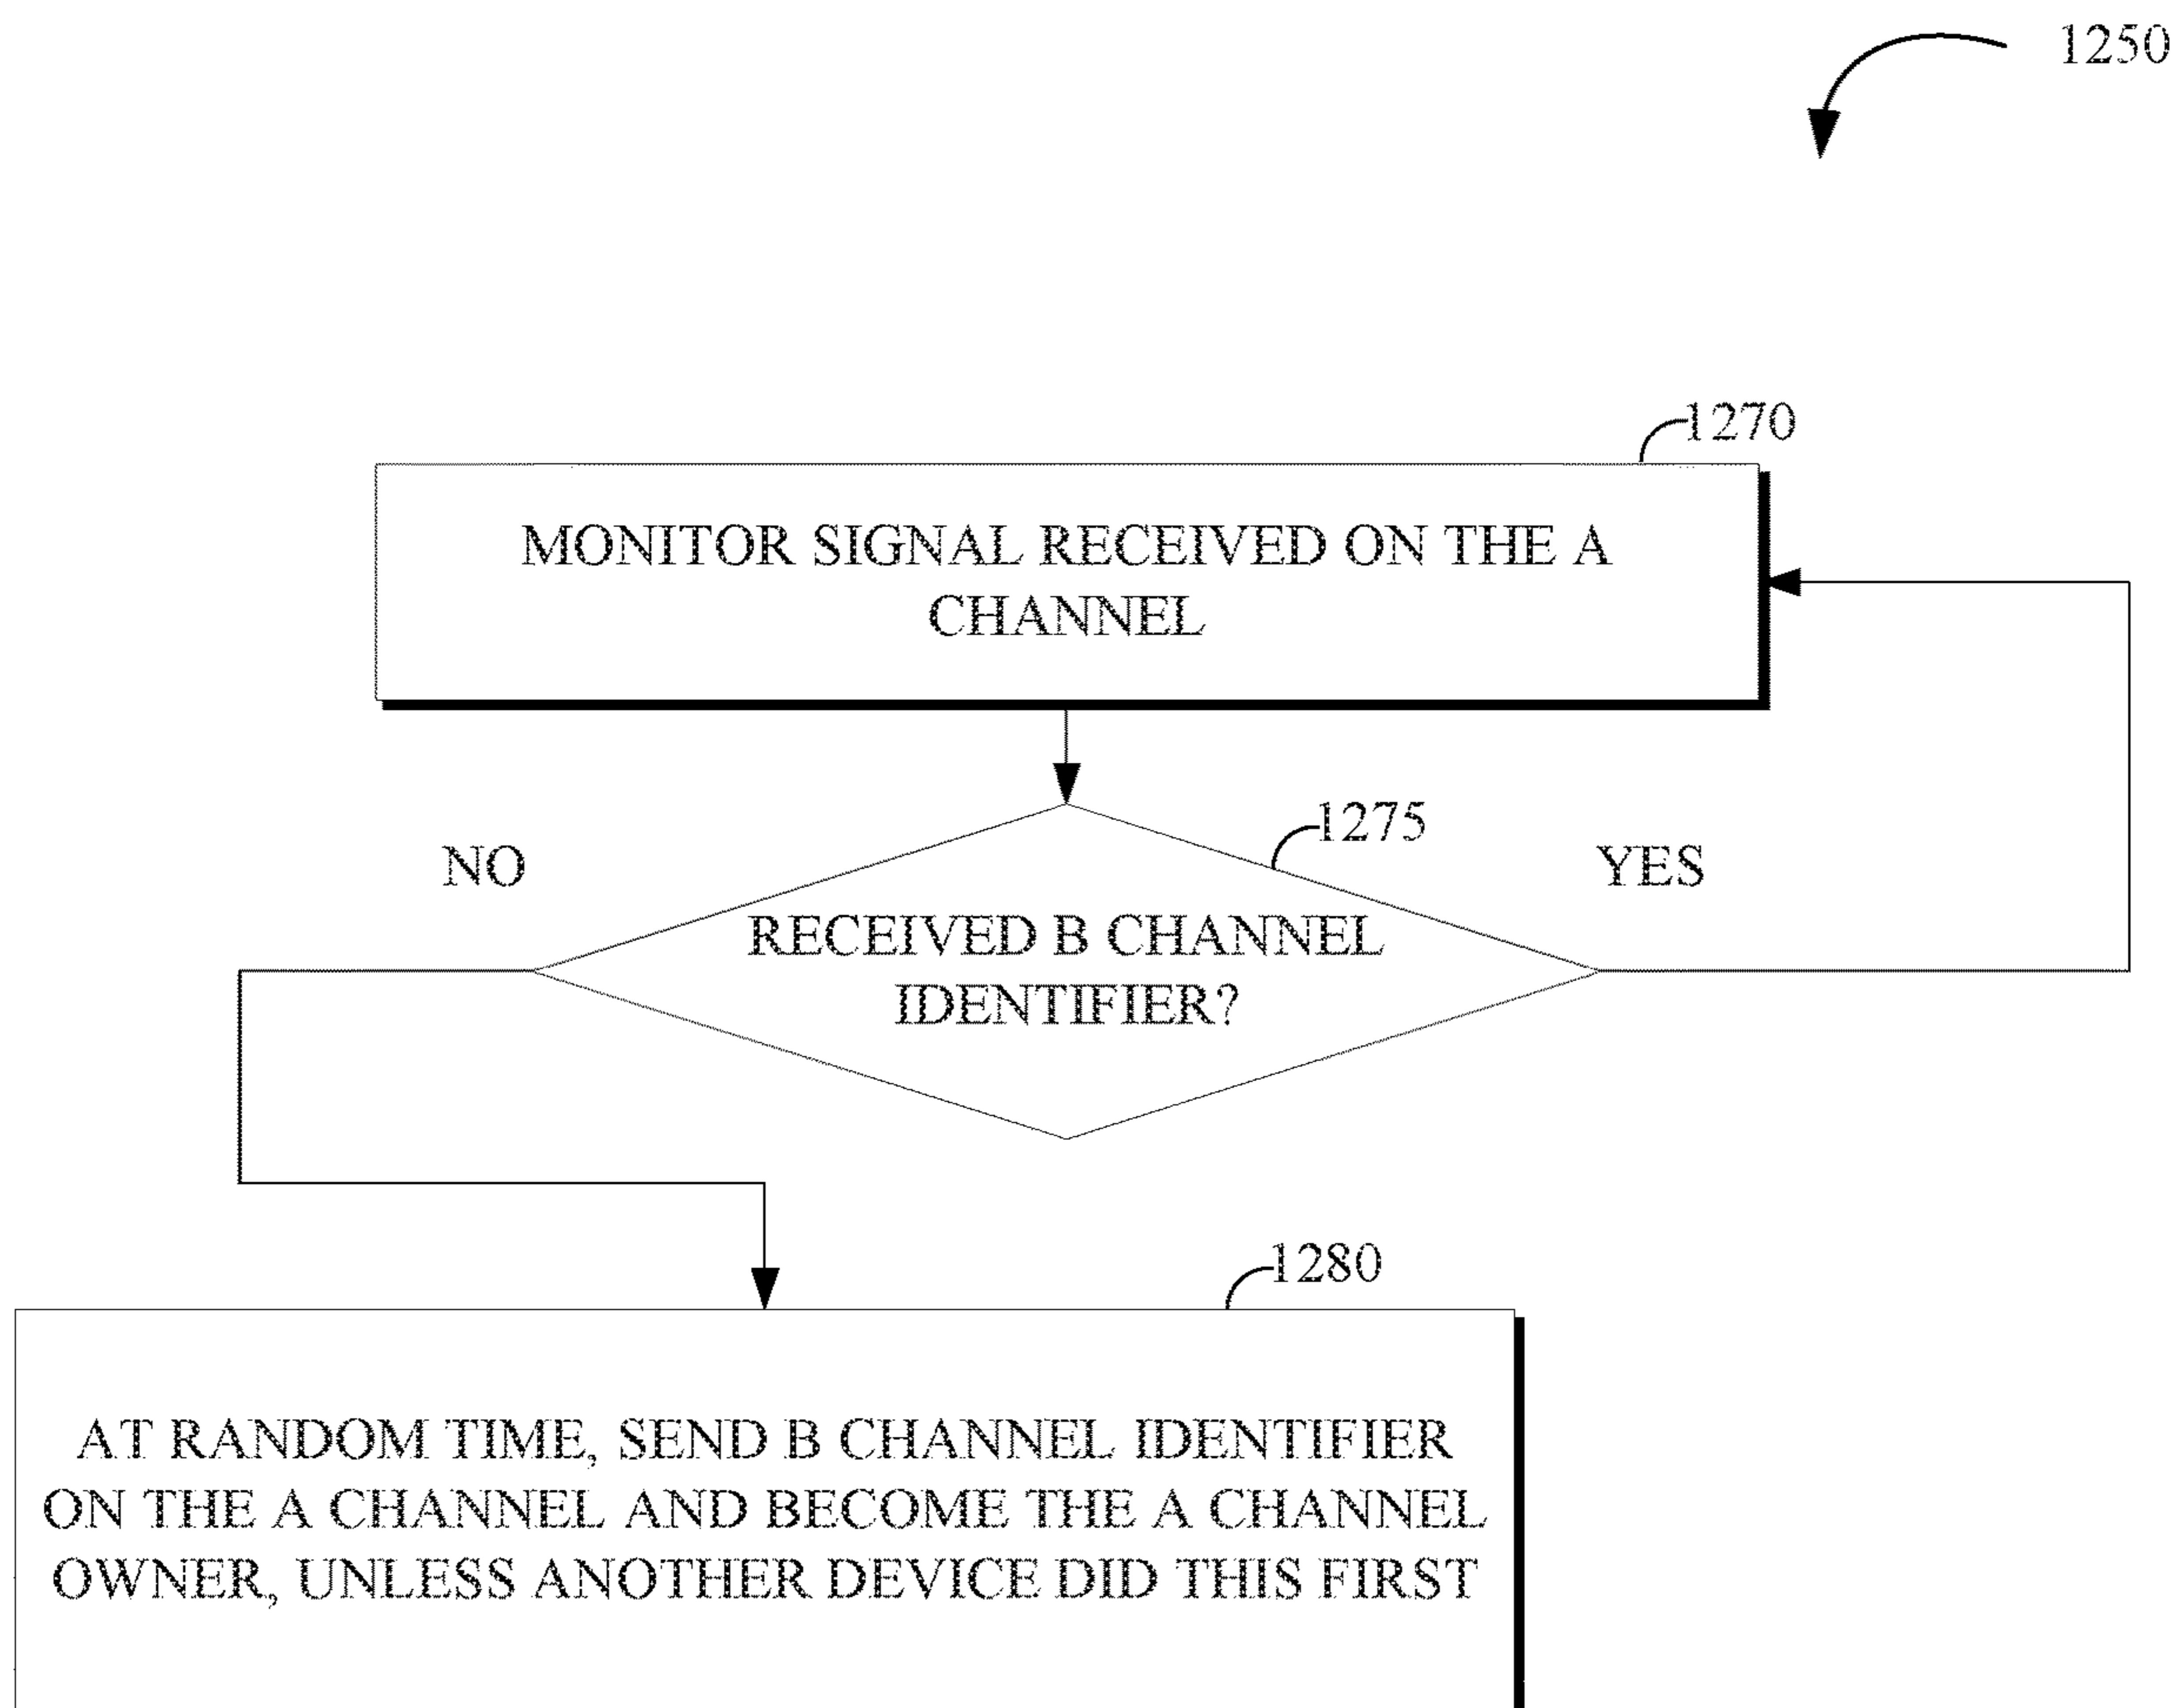 1250
1270
MONITOR SIGNAL RECEIVED ON THE A
CHANNEL
1275
NO
YES
RECEIVED B CHANNEL
IDENTIFIER?
1280
AT RANDOM TIME, SEND B CHANNEL IDENTIFIER
ON THE A CHANNEL AND BECOME THE A CHANNEL
OWNER, UNLESS ANOTHER DEVICE DID THIS FIRST